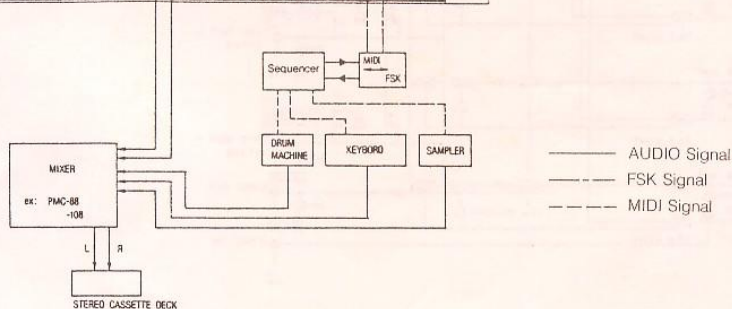 MIDI
FSK
Sequencer
DRUM
MACHINE
KEYBORD
SAMPLER
MIXER
ex: PMC-88
-108
L R
STEREO CASSETTE DECK
AUDIO Signal
FSK Signal
MIDI Signal